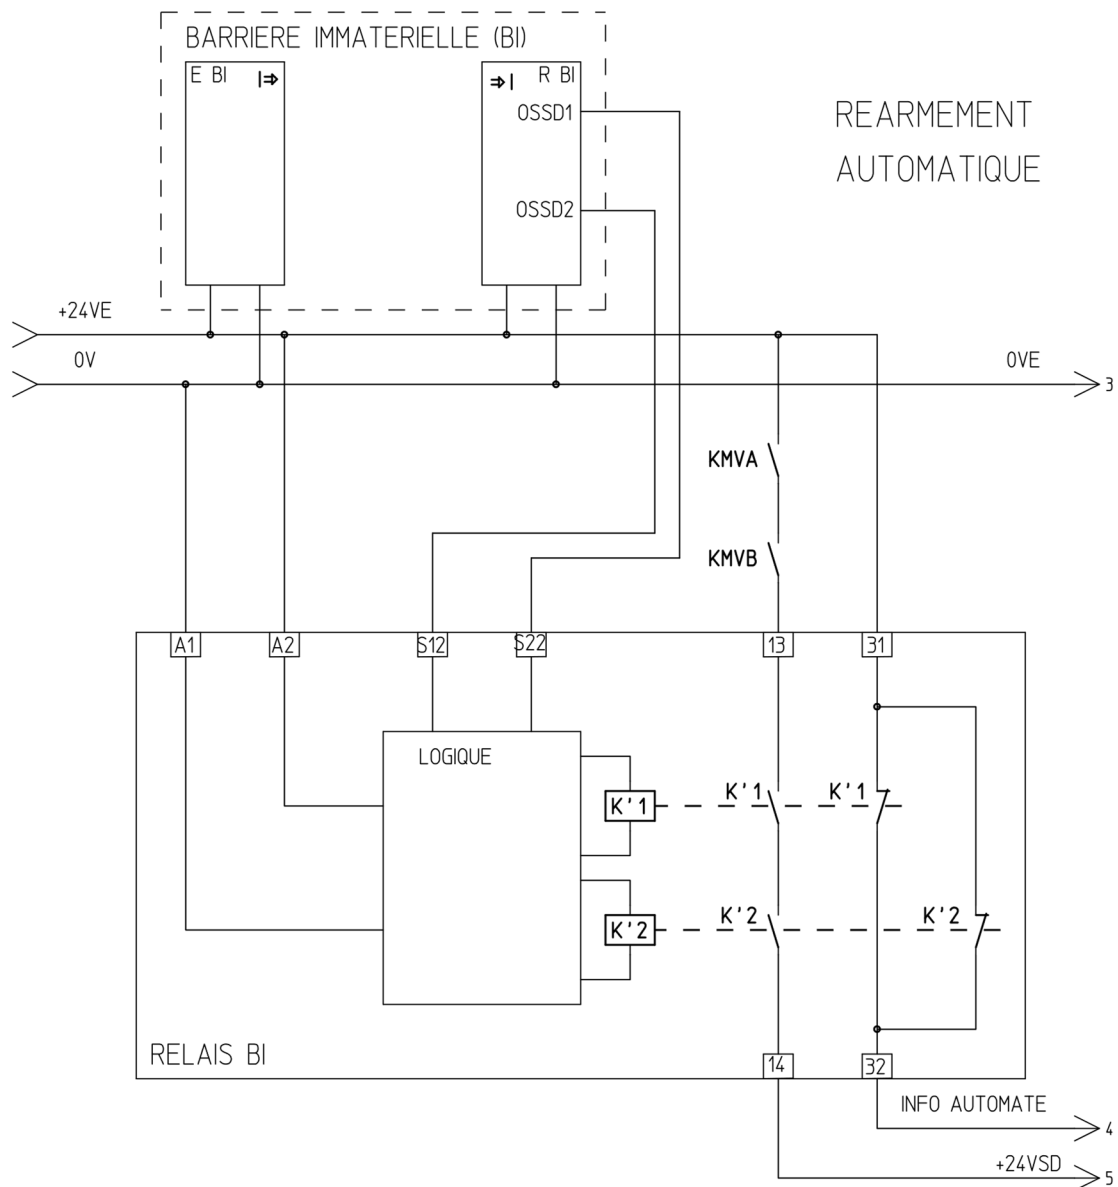 BARRIERE IMMATERIELLE (BI)
E BI
R BI
OSSD1
OSSD2
REARMEMENT
AUTOMATIQUE
+24VE
0V
0VE
3
KMVA
KMVB
A1
A2
S12
S22
13
31
LOGIQUE
K'1
K'1
K'1
K'2
K'2
K'2
RELAIS BI
14
32
INFO AUTOMATE
4
+24VSD
5